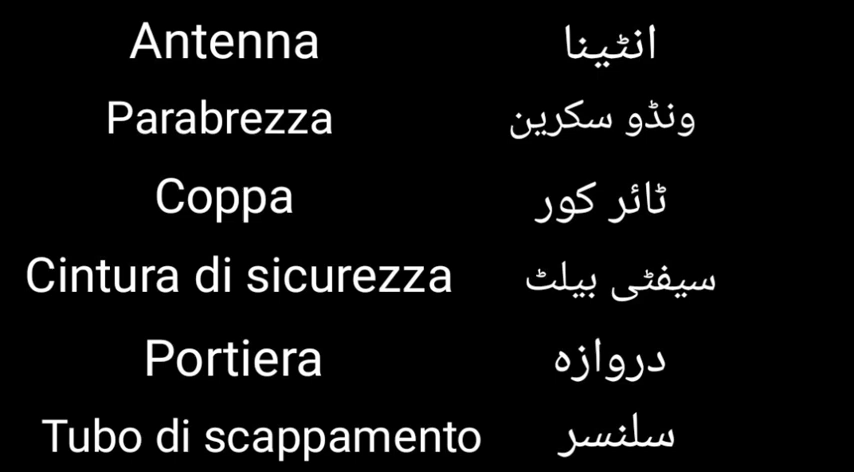 Antenna انٹینا
Parabrezza ونڈو سکرین
Coppa ٹائر کور
Cintura di sicurezza سیفٹی بیلٹ
Portiera دروازہ
Tubo di scappamento سلنسر